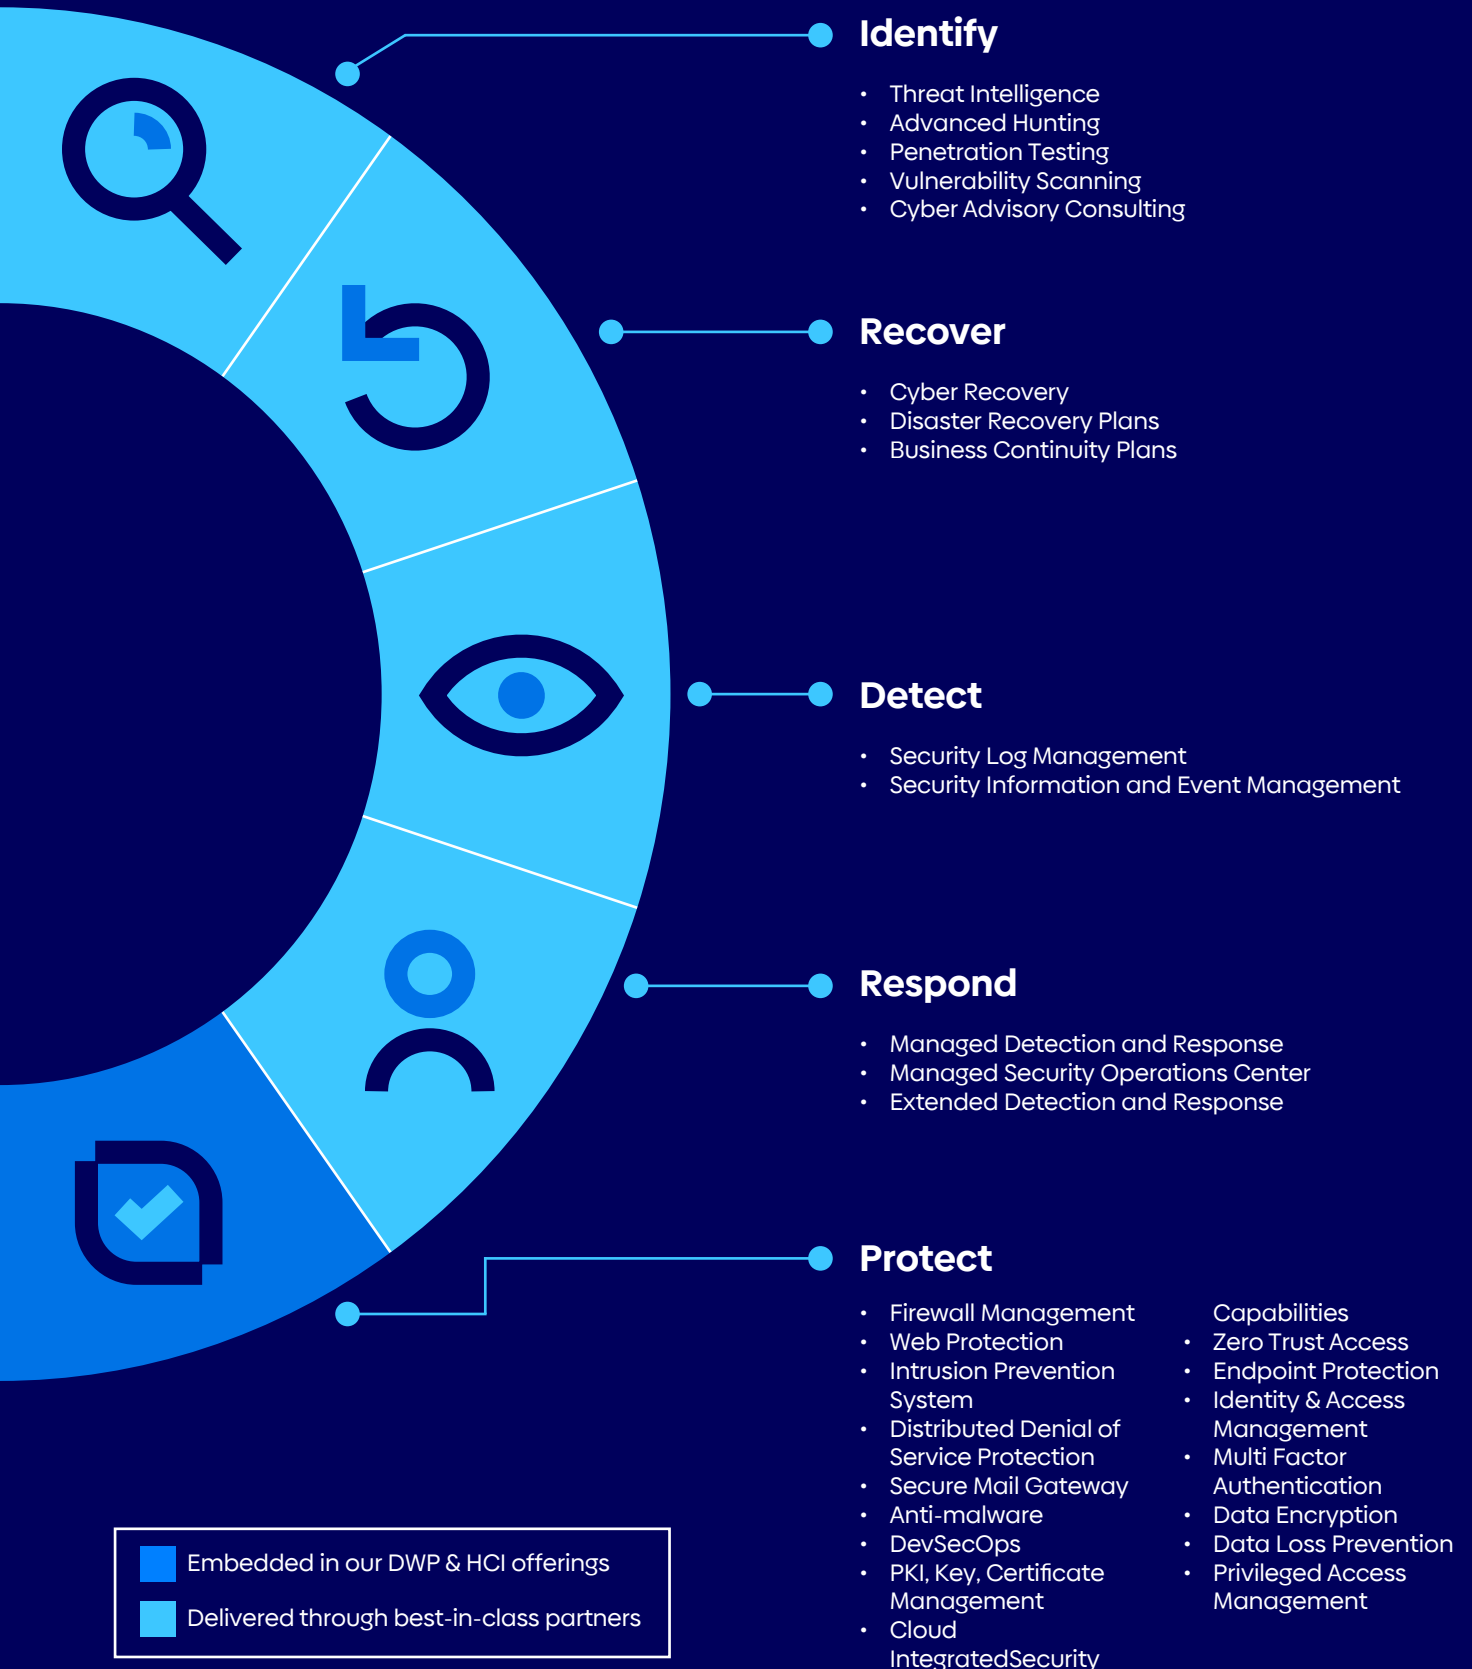 Identify
• Threat Intelligence
• Advanced Hunting
• Penetration Testing
• Vulnerability Scanning
• Cyber Advisory Consulting
Recover
• Cyber Recovery
• Disaster Recovery Plans
• Business Continuity Plans
Detect
• Security Log Management
• Security Information and Event Management
Respond
• Managed Detection and Response
• Managed Security Operations Center
• Extended Detection and Response
Protect
• Firewall Management
• Web Protection
• Intrusion Prevention
System
• Distributed Denial of
Service Protection
• Secure Mail Gateway
• Anti-malware
• DevSecOps
• PKI, Key, Certificate
Management
• Cloud
IntegratedSecurity
Capabilities
• Zero Trust Access
• Endpoint Protection
• Identity & Access
Management
• Multi Factor
Authentication
• Data Encryption
• Data Loss Prevention
• Privileged Access
Management
Embedded in our DWP & HCI offerings
Delivered through best-in-class partners